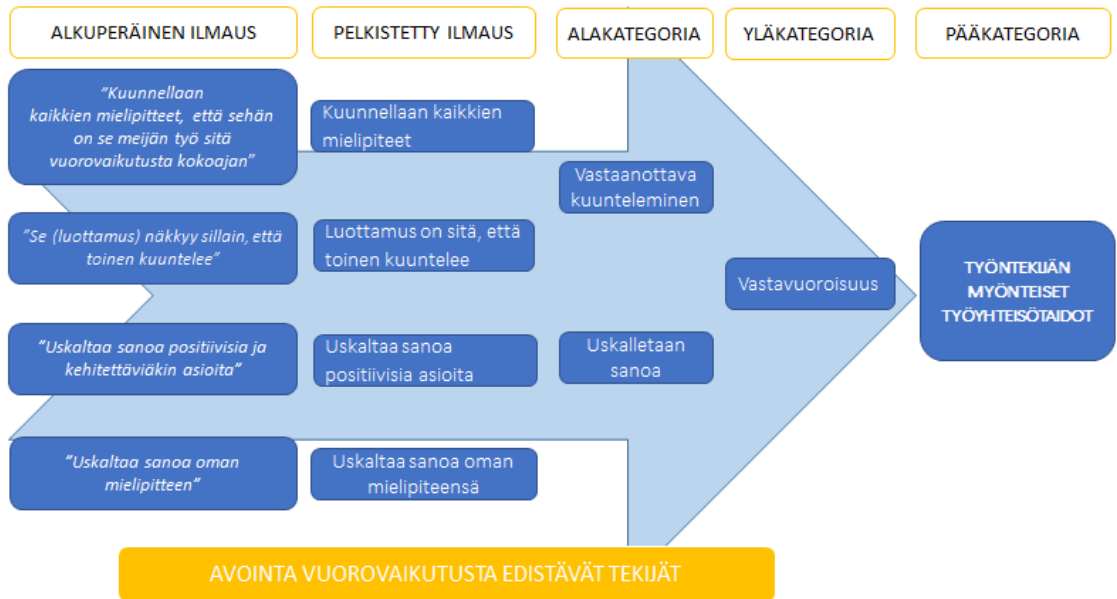 ALKUPERÄINEN ILMAUS
PELKISTETTY ILMAUS
ALAKATEGORIA
YLÄKATEGORIA
PÄÄKATEGORIA
"Kuunnellaan
kaikkien mielipitteet, että sehän
on se meijän työ sitä
vuorovaikutusta kokoajan"
Kuunnellaan kaikkien
mielipiteet
Vastaanottava
kuunteleminen
"Se (luottamus) näkkyy sillain, että
toinen kuuntelee"
Luottamus on sitä, että
toinen kuuntelee
Vastavuoroisuus
TYÖNTEKIJÄN
MYÖNTEISET
TYÖYHTEISÖTAIDOT
"Uskaltaa sanoa positiivisia ja
kehitettäviäkin asioita"
Uskaltaa sanoa
positiivisia asioita
Uskalletaan
sanoa
"Uskaltaa sanoa oman
mielipitteen"
Uskaltaa sanoa oman
mielipiteensä
AVOINTA VUOROVAIKUTUSTA EDISTÄVÄT TEKIJÄT